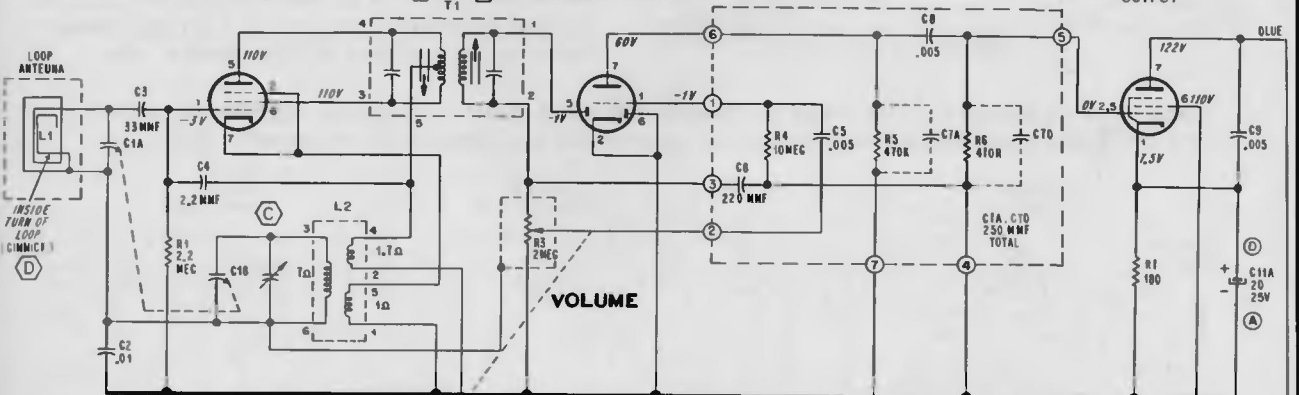 T1
LOOP
ANTEUNA
L1
INSIDE
TURN OF
LOOP
(GIMMICK)
D
C1A
C3
33MMF
5
110V
1
-3V
2
6
7
110V
C4
2.2MMF
R1
2.2
MEG
C2
.01
C1B
C
L2
3
7Ω
6
4
1.7Ω
2
5
1Ω
1
4
3
1
2
5
R3
2MEG
VOLUME
60V
7
5
-1V
1
6
2
-1V
6
1
3
2
7
4
5
C6
220 MMF
R4
10MEG
C5
.005
C8
.005
R5
470K
C7A
R6
470K
C7D
C7A, C7D
250 MMF
TOTAL
122V
BLUE
7
0V 2,5
6 110V
1
7.5V
C9
.005
R7
180
D
C11A
+
20
-
25V
A